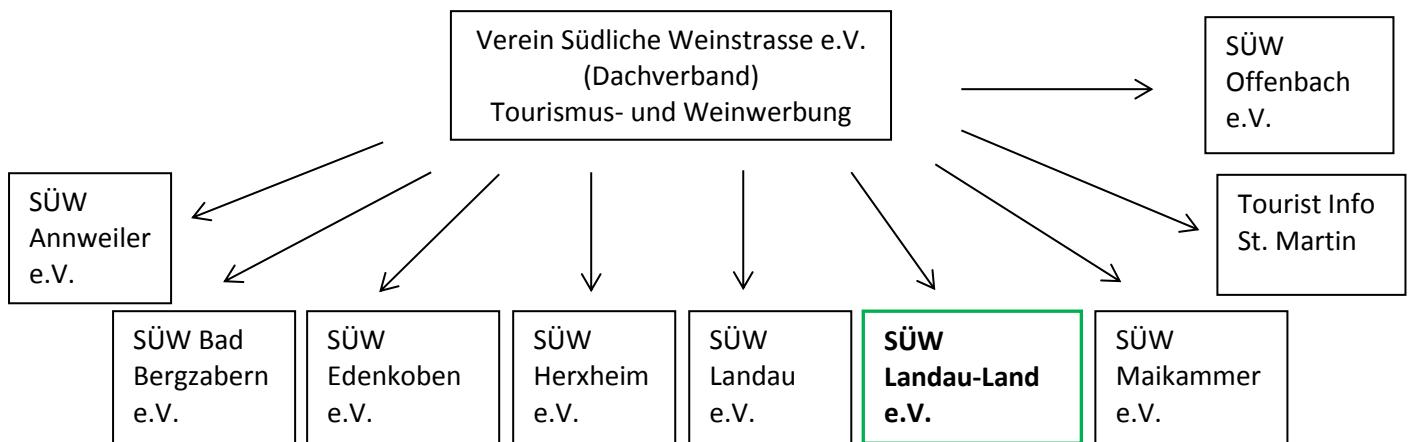 Verein Südliche Weinstrasse e.V.
(Dachverband)
Tourismus- und Weinwerbung
SÜW
Offenbach
e.V.
SÜW
Annweiler
e.V.
Tourist Info
St. Martin
SÜW Bad
Bergzabern
e.V.
SÜW
Edenkoben
e.V.
SÜW
Herxheim
e.V.
SÜW
Landau
e.V.
SÜW
Landau-Land
e.V.
SÜW
Maikammer
e.V.